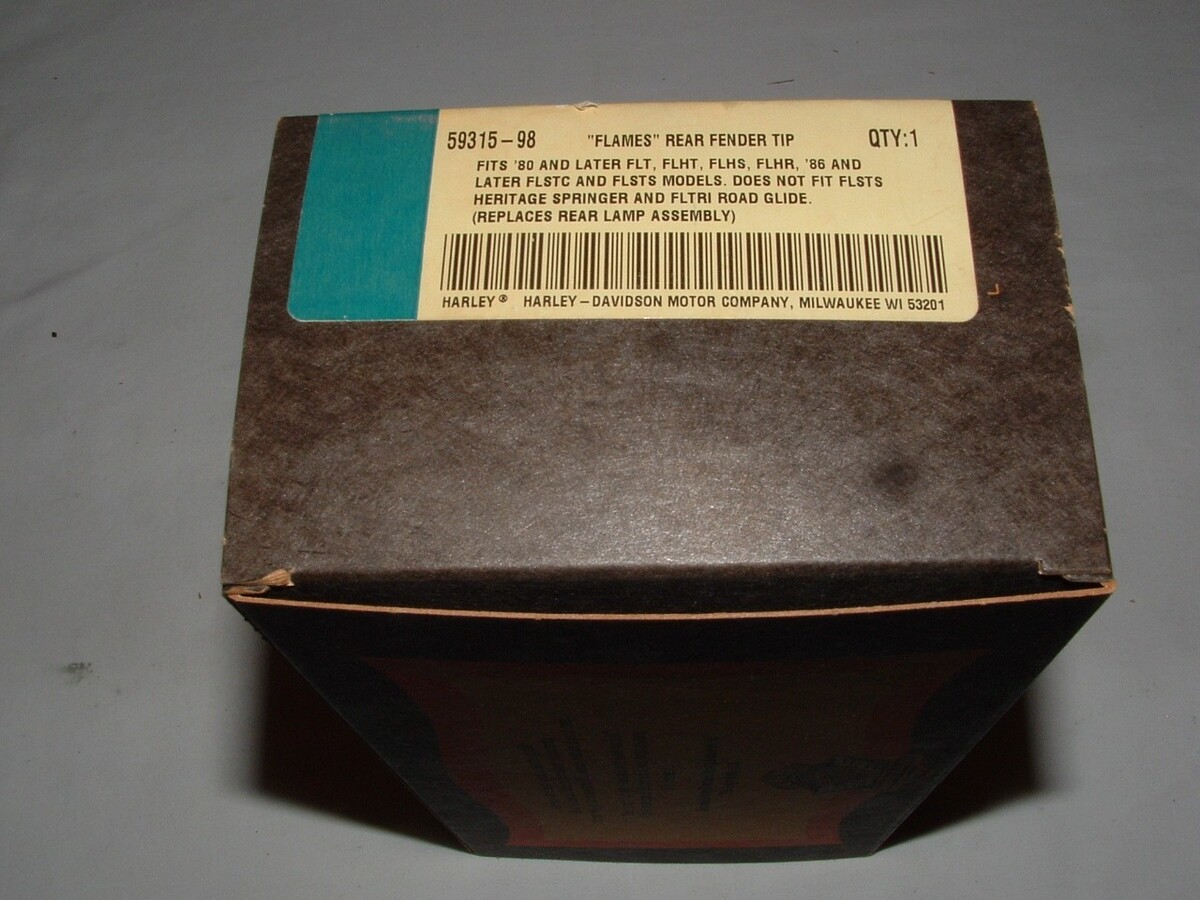 59315-98 "FLAMES" REAR FENDER TIP QTY:1
FITS '80 AND LATER FLT, FLHT, FLHS, FLHR, '86 AND
LATER FLSTC AND FLSTS MODELS. DOES NOT FIT FLSTS
HERITAGE SPRINGER AND FLTRI ROAD GLIDE.
(REPLACES REAR LAMP ASSEMBLY)
HARLEY® HARLEY-DAVIDSON MOTOR COMPANY, MILWAUKEE WI 53201